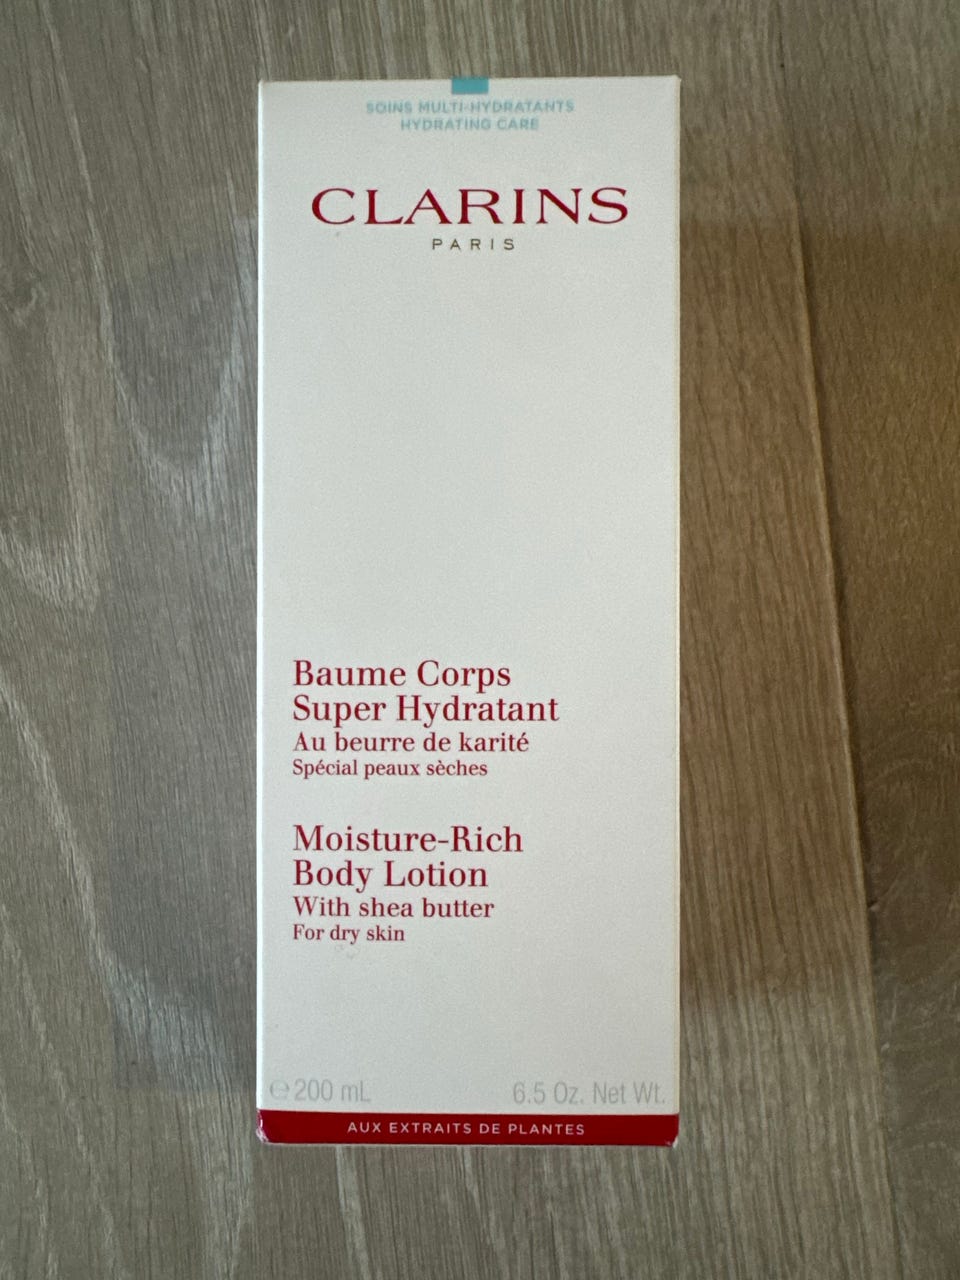 SOINS MULTI-HYDRATANTS
HYDRATING CARE
CLARINS
PARIS
Baume Corps
Super Hydratant
Au beurre de karité
Spécial peaux sèches
Moisture-Rich
Body Lotion
With shea butter
For dry skin
℮ 200 mL 6.5 Oz. Net Wt.
AUX EXTRAITS DE PLANTES